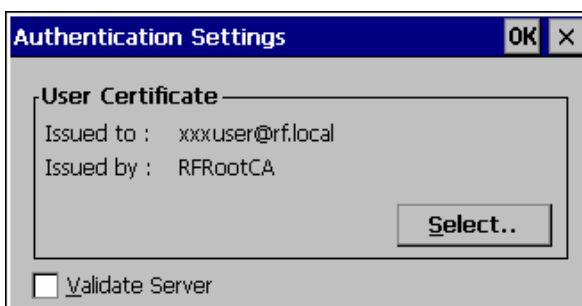 Authentication Settings OK ×
User Certificate
Issued to : xxxuser@rf.local
Issued by : RFRootCA
Select..
Validate Server